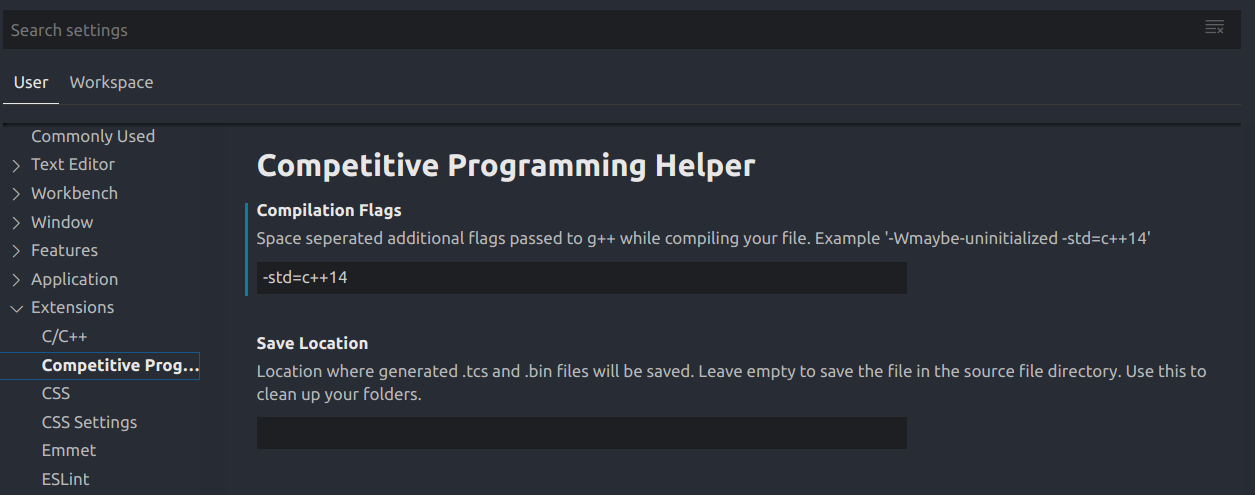 Search settings
User Workspace
Commonly Used
Text Editor
Workbench
Window
Features
Application
Extensions
C/C++
Competitive Prog...
CSS
CSS Settings
Emmet
ESLint
Competitive Programming Helper
Compilation Flags
Space seperated additional flags passed to g++ while compiling your file. Example '-Wmaybe-uninitialized -std=c++14'
-std=c++14
Save Location
Location where generated .tcs and .bin files will be saved. Leave empty to save the file in the source file directory. Use this to
clean up your folders.